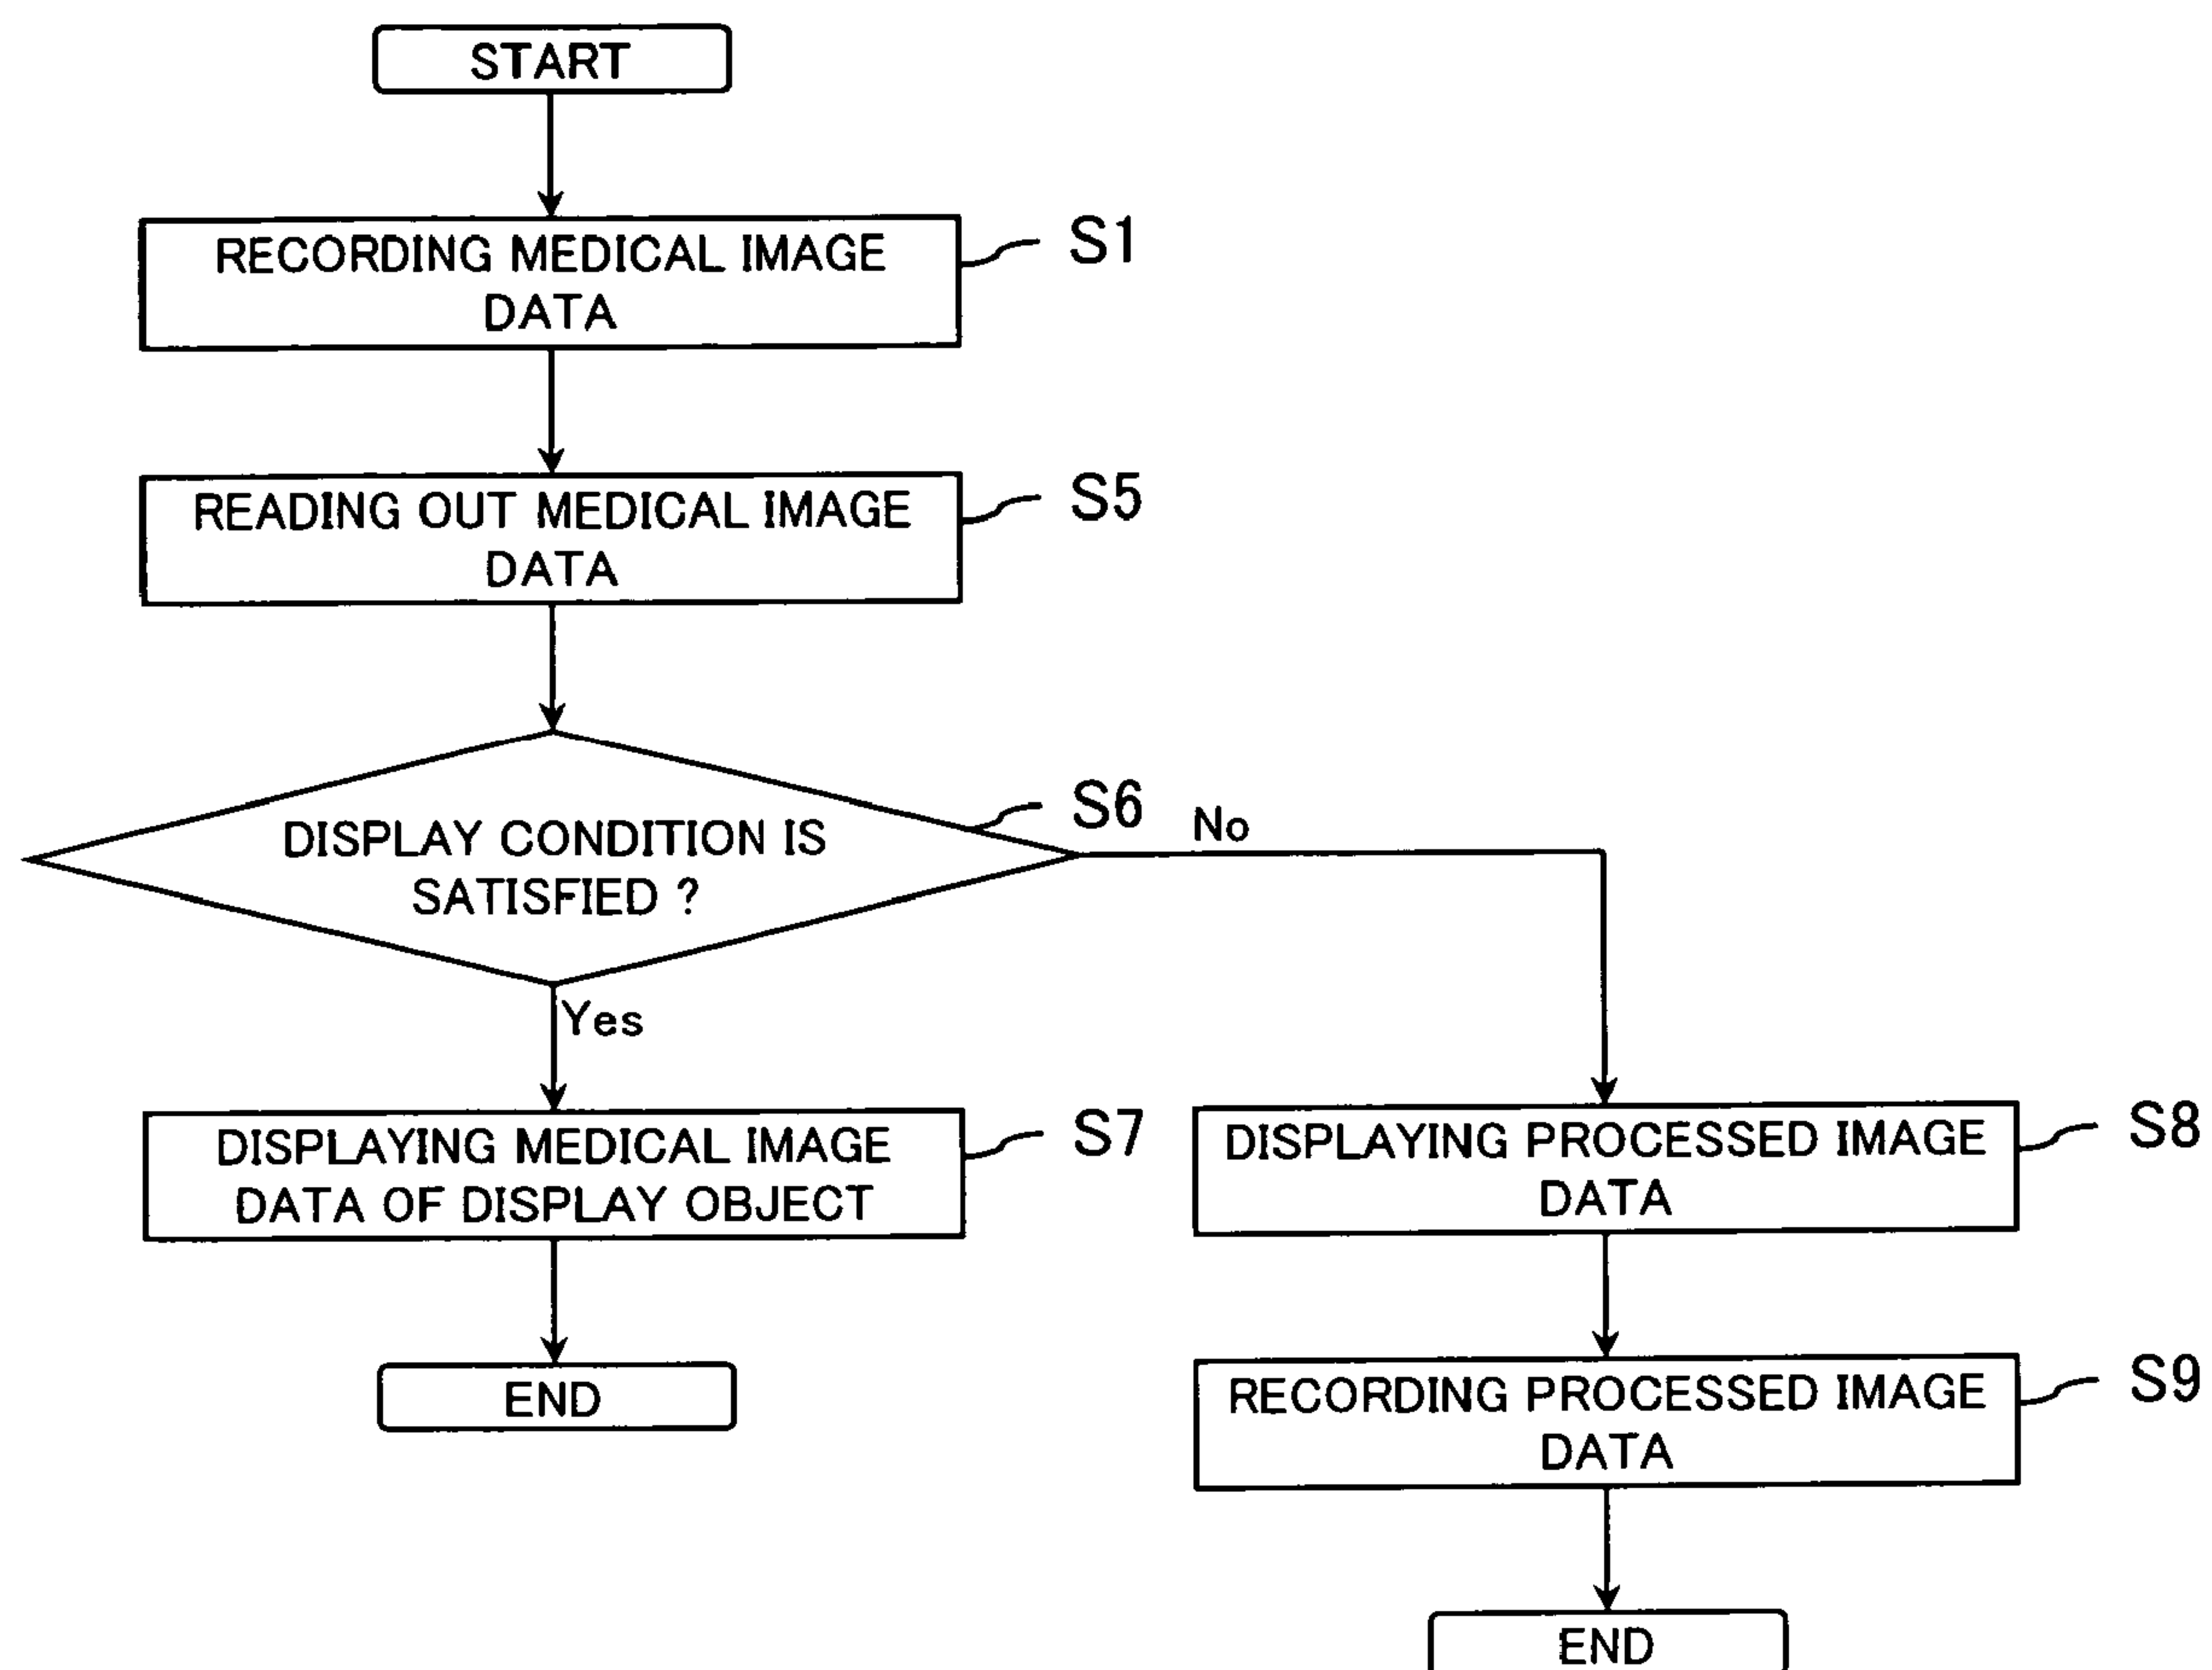 START
RECORDING MEDICAL IMAGE
DATA
S1
READING OUT MEDICAL IMAGE
DATA
S5
DISPLAY CONDITION IS
SATISFIED ?
S6
No
Yes
DISPLAYING MEDICAL IMAGE
DATA OF DISPLAY OBJECT
S7
DISPLAYING PROCESSED IMAGE
DATA
S8
END
RECORDING PROCESSED IMAGE
DATA
S9
END